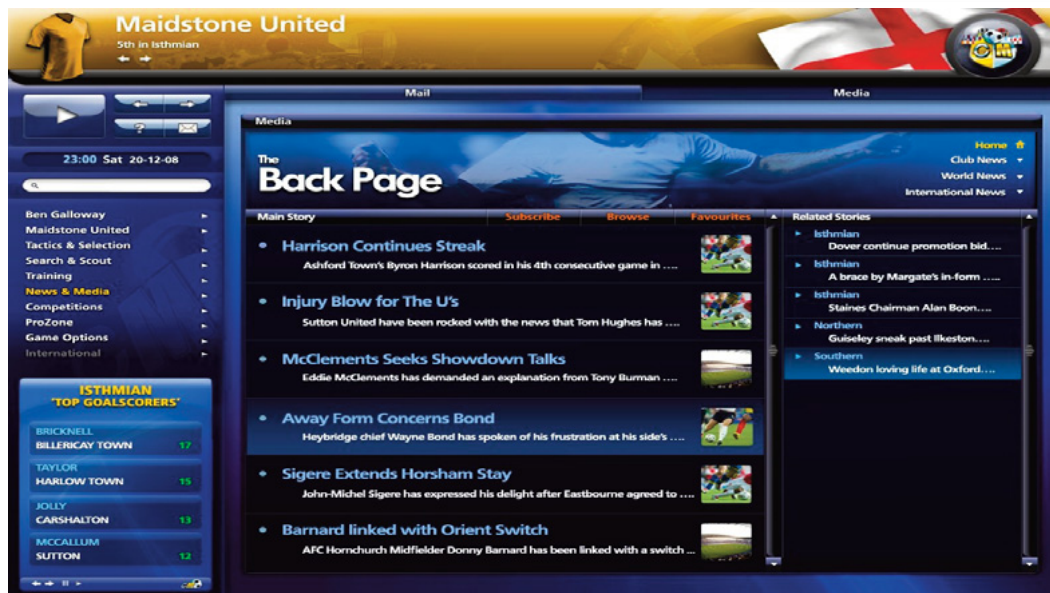 Maidstone United
5th in Isthmian
CM
Mail
Media
?
23:00 Sat 20-12-08
Ben Galloway
Maidstone United
Tactics & Selection
Search & Scout
Training
News & Media
Competitions
ProZone
Game Options
International
ISTHMIAN
'TOP GOALSCORERS'
BRICKNELL
BILLERICAY TOWN 17
TAYLOR
HARLOW TOWN 15
JOLLY
CARSHALTON 13
MCCALLUM
SUTTON 12
Media
The
Back Page
Home
Club News
World News
International News
Main Story Subscribe Browse Favourites
Harrison Continues Streak
Ashford Town's Byron Harrison scored in his 4th consecutive game in ....
Injury Blow for The U's
Sutton United have been rocked with the news that Tom Hughes has ....
McClements Seeks Showdown Talks
Eddie McClements has demanded an explanation from Tony Burman ....
Away Form Concerns Bond
Heybridge chief Wayne Bond has spoken of his frustration at his side's ....
Sigere Extends Horsham Stay
John-Michel Sigere has expressed his delight after Eastbourne agreed to ....
Barnard linked with Orient Switch
AFC Hornchurch Midfielder Donny Barnard has been linked with a switch ...
Related Stories
Isthmian
Dover continue promotion bid....
Isthmian
A brace by Margate's in-form .....
Isthmian
Staines Chairman Alan Boon....
Northern
Guiseley sneak past Ilkeston....
Southern
Weedon loving life at Oxford....